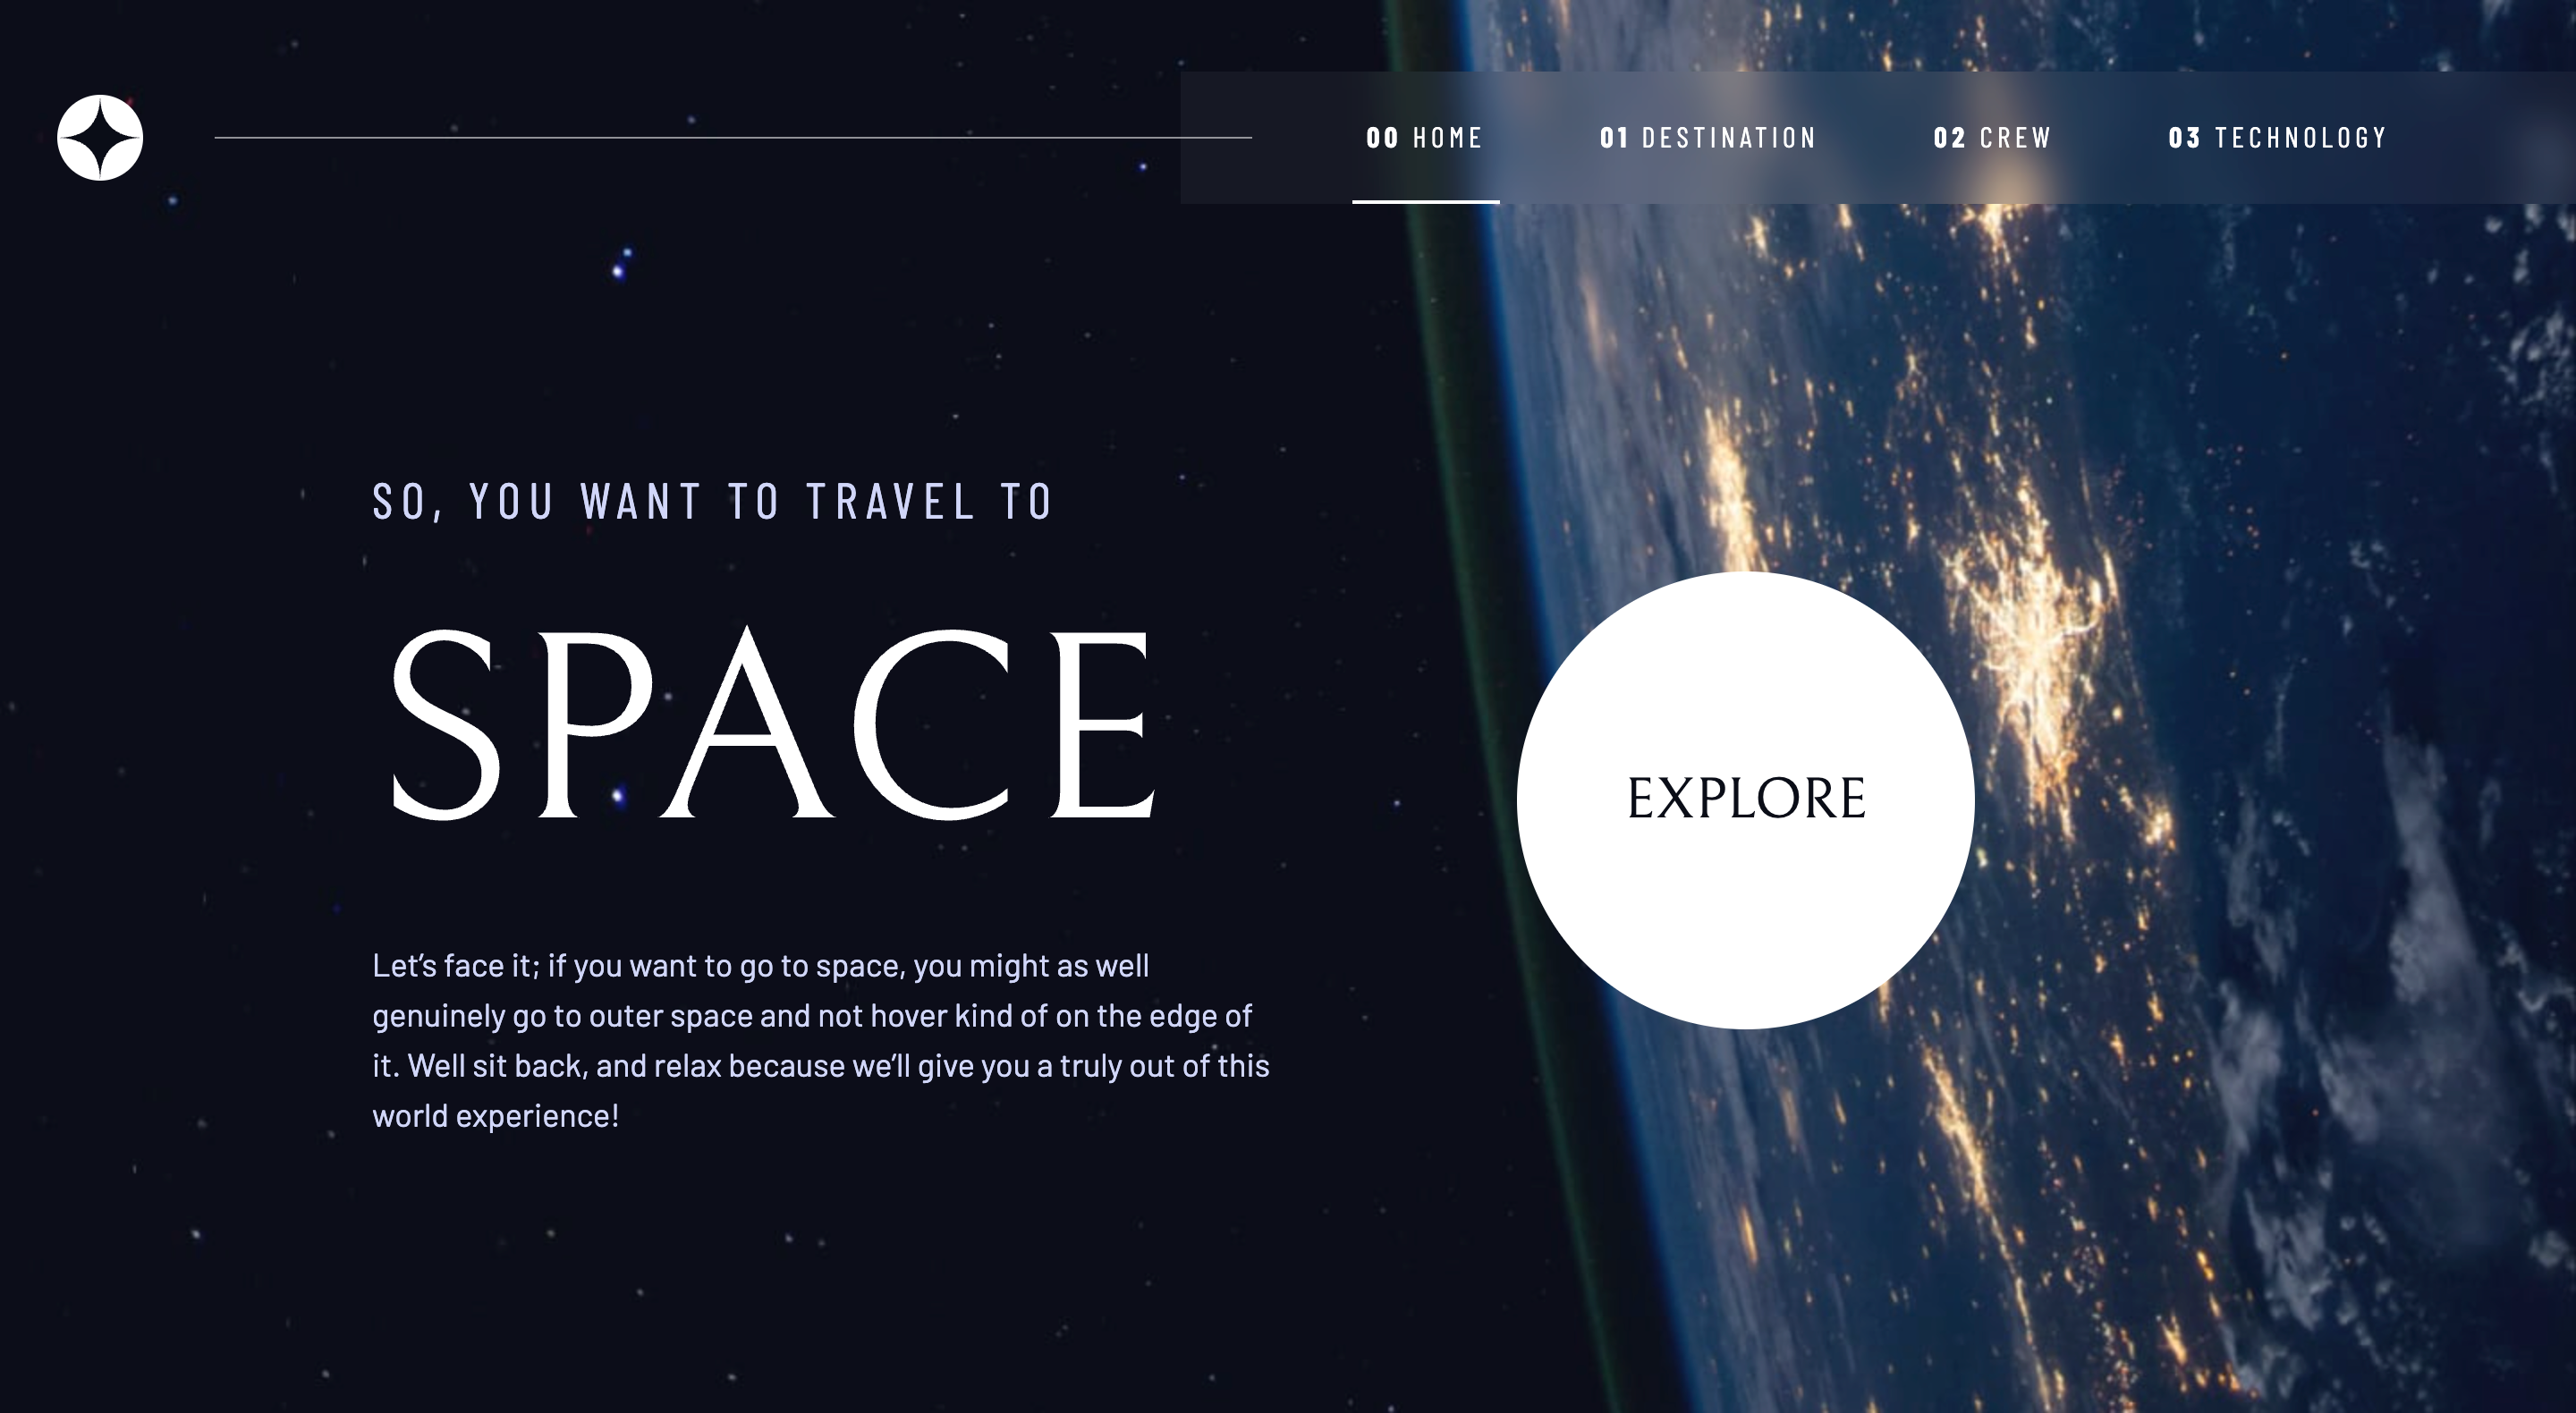 00 HOME 01 DESTINATION 02 CREW 03 TECHNOLOGY
SO, YOU WANT TO TRAVEL TO
SPACE
Let’s face it; if you want to go to space, you might as well
genuinely go to outer space and not hover kind of on the edge of
it. Well sit back, and relax because we’ll give you a truly out of this
world experience!
EXPLORE